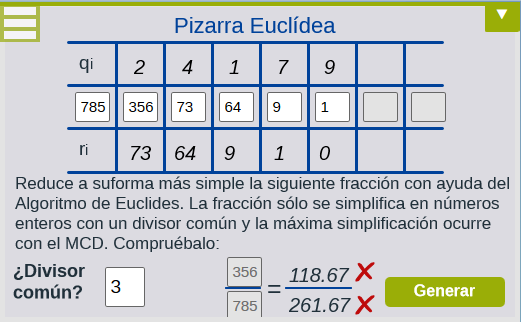 Pizarra Euclídea
qi 2 4 1 7 9
785 356 73 64 9 1
ri 73 64 9 1 0
Reduce a suforma más simple la siguiente fracción con ayuda del
Algoritmo de Euclides. La fracción sólo se simplifica en números
enteros con un divisor común y la máxima simplificación ocurre
con el MCD. Compruébalo:
¿Divisor
común?
3
356
785
=
118.67
261.67
Generar